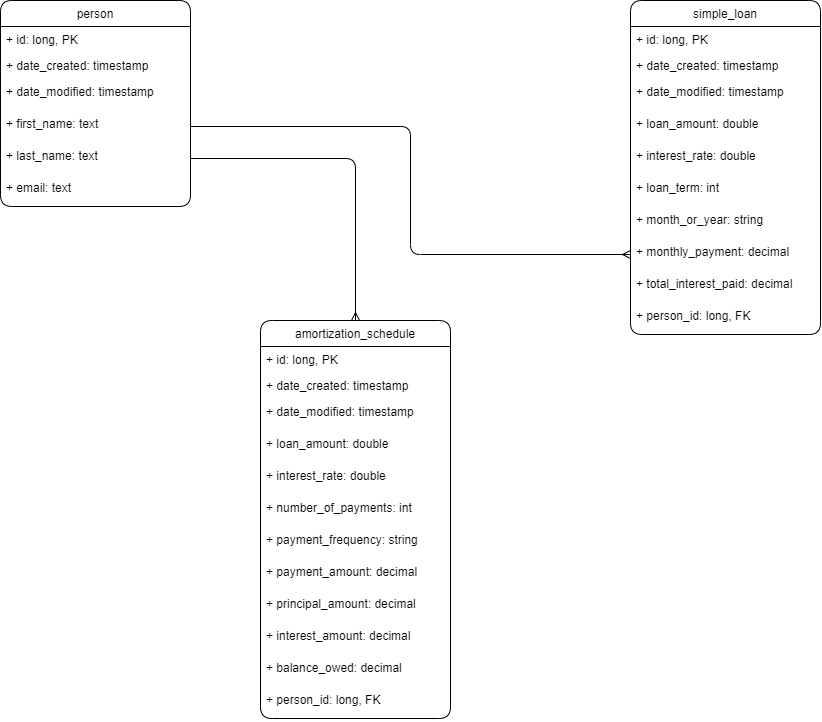 person
+ id: long, PK
+ date_created: timestamp
+ date_modified: timestamp
+ first_name: text
+ last_name: text
+ email: text
simple_loan
+ id: long, PK
+ date_created: timestamp
+ date_modified: timestamp
+ loan_amount: double
+ interest_rate: double
+ loan_term: int
+ month_or_year: string
+ monthly_payment: decimal
+ total_interest_paid: decimal
+ person_id: long, FK
amortization_schedule
+ id: long, PK
+ date_created: timestamp
+ date_modified: timestamp
+ loan_amount: double
+ interest_rate: double
+ number_of_payments: int
+ payment_frequency: string
+ payment_amount: decimal
+ principal_amount: decimal
+ interest_amount: decimal
+ balance_owed: decimal
+ person_id: long, FK